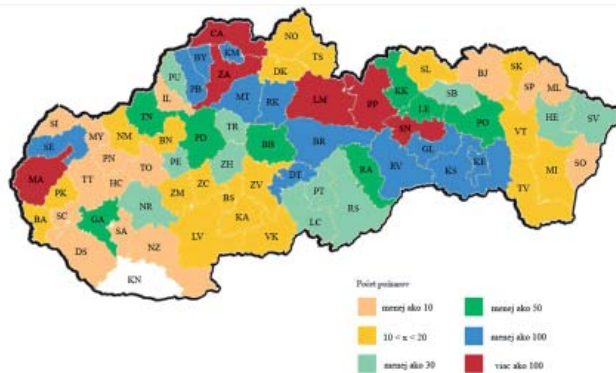 CA
NO
KM
BY
TS
ZA
DK
PU
PB
SL
SK
BJ
ML
SP
KK
MT
RK
LM
PP
SB
IL
LE
HE
SV
TN
PO
SI
SN
VT
SE
MY
NM
BN
PD
TR
BB
BR
GL
PN
PE
ZH
DT
RA
RV
KS
KE
MI
SO
MA
TT
HC
TO
ZM
ZC
ZV
PT
TV
PK
NR
BS
RS
BA
SC
GA
SA
KA
LC
LV
VK
DS
NZ
KN
Počet požiarov
menej ako 10
menej ako 50
10 < x < 20
menej ako 100
menej ako 30
viac ako 100